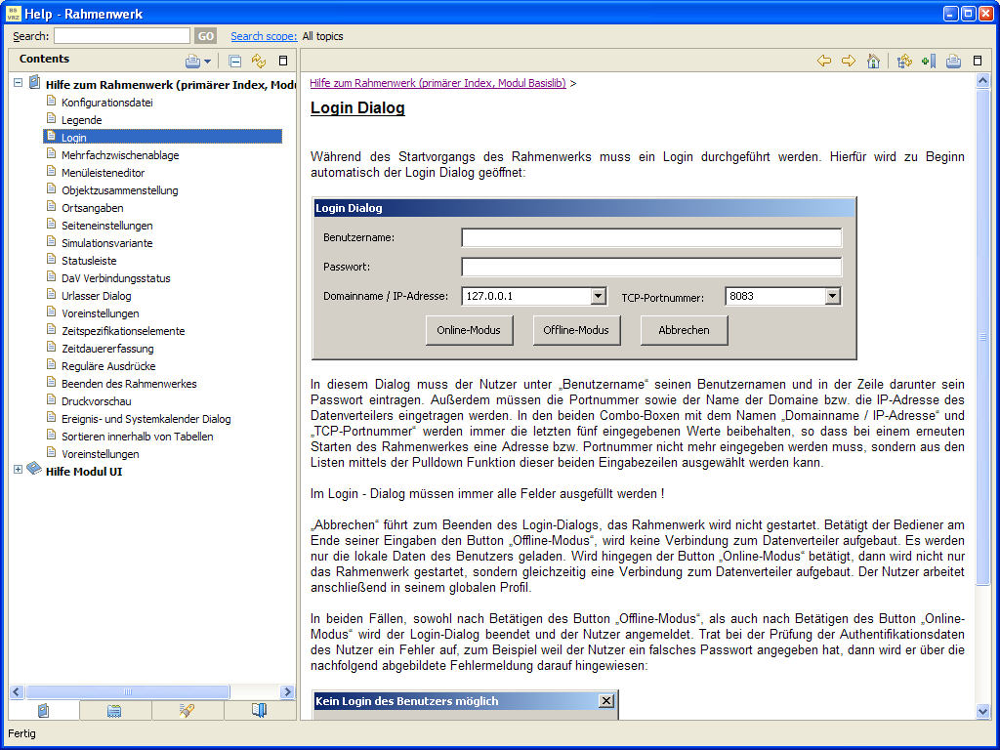 BS
VRZ
Help - Rahmenwerk
Search:
GO
Search scope:
All topics
Contents
Hilfe zum Rahmenwerk (primärer Index, Mod
Konfigurationsdatei
Legende
Login
Mehrfachzwischenablage
Menüleisteneditor
Objektzusammenstellung
Ortsangaben
Seiteneinstellungen
Simulationsvariante
Statusleiste
DaV Verbindungsstatus
Urlasser Dialog
Voreinstellungen
Zeitspezifikationselemente
Zeitdauererfassung
Reguläre Ausdrücke
Beenden des Rahmenwerkes
Druckvorschau
Ereignis- und Systemkalender Dialog
Sortieren innerhalb von Tabellen
Voreinstellungen
Hilfe Modul UI
Hilfe zum Rahmenwerk (primärer Index, Modul Basislib) >
Login Dialog
Während des Startvorgangs des Rahmenwerks muss ein Login durchgeführt werden. Hierfür wird zu Beginn
automatisch der Login Dialog geöffnet:
Login Dialog
Benutzername:
Passwort:
Domainname / IP-Adresse:
127.0.0.1
TCP-Portnummer:
8083
Online-Modus
Offline-Modus
Abbrechen
In diesem Dialog muss der Nutzer unter „Benutzername“ seinen Benutzernamen und in der Zeile darunter sein
Passwort eintragen. Außerdem müssen die Portnummer sowie der Name der Domaine bzw. die IP-Adresse des
Datenverteilers eingetragen werden. In den beiden Combo-Boxen mit dem Namen „Domainname / IP-Adresse“ und
„TCP-Portnummer“ werden immer die letzten fünf eingegebenen Werte beibehalten, so dass bei einem erneuten
Starten des Rahmenwerkes eine Adresse bzw. Portnummer nicht mehr eingegeben werden muss, sondern aus den
Listen mittels der Pulldown Funktion dieser beiden Eingabezeilen ausgewählt werden kann.
Im Login - Dialog müssen immer alle Felder ausgefüllt werden !
„Abbrechen“ führt zum Beenden des Login-Dialogs, das Rahmenwerk wird nicht gestartet. Betätigt der Bediener am
Ende seiner Eingaben den Button „Offline-Modus“, wird keine Verbindung zum Datenverteiler aufgebaut. Es werden
nur die lokale Daten des Benutzers geladen. Wird hingegen der Button „Online-Modus“ betätigt, dann wird nicht nur
das Rahmenwerk gestartet, sondern gleichzeitig eine Verbindung zum Datenverteiler aufgebaut. Der Nutzer arbeitet
anschließend in seinem globalen Profil.
In beiden Fällen, sowohl nach Betätigen des Button „Offline-Modus“, als auch nach Betätigen des Button „Online-
Modus“ wird der Login-Dialog beendet und der Nutzer angemeldet. Trat bei der Prüfung der Authentifikationsdaten
des Nutzer ein Fehler auf, zum Beispiel weil der Nutzer ein falsches Passwort angegeben hat, dann wird er über die
nachfolgend abgebildete Fehlermeldung darauf hingewiesen:
Kein Login des Benutzers möglich
Fertig